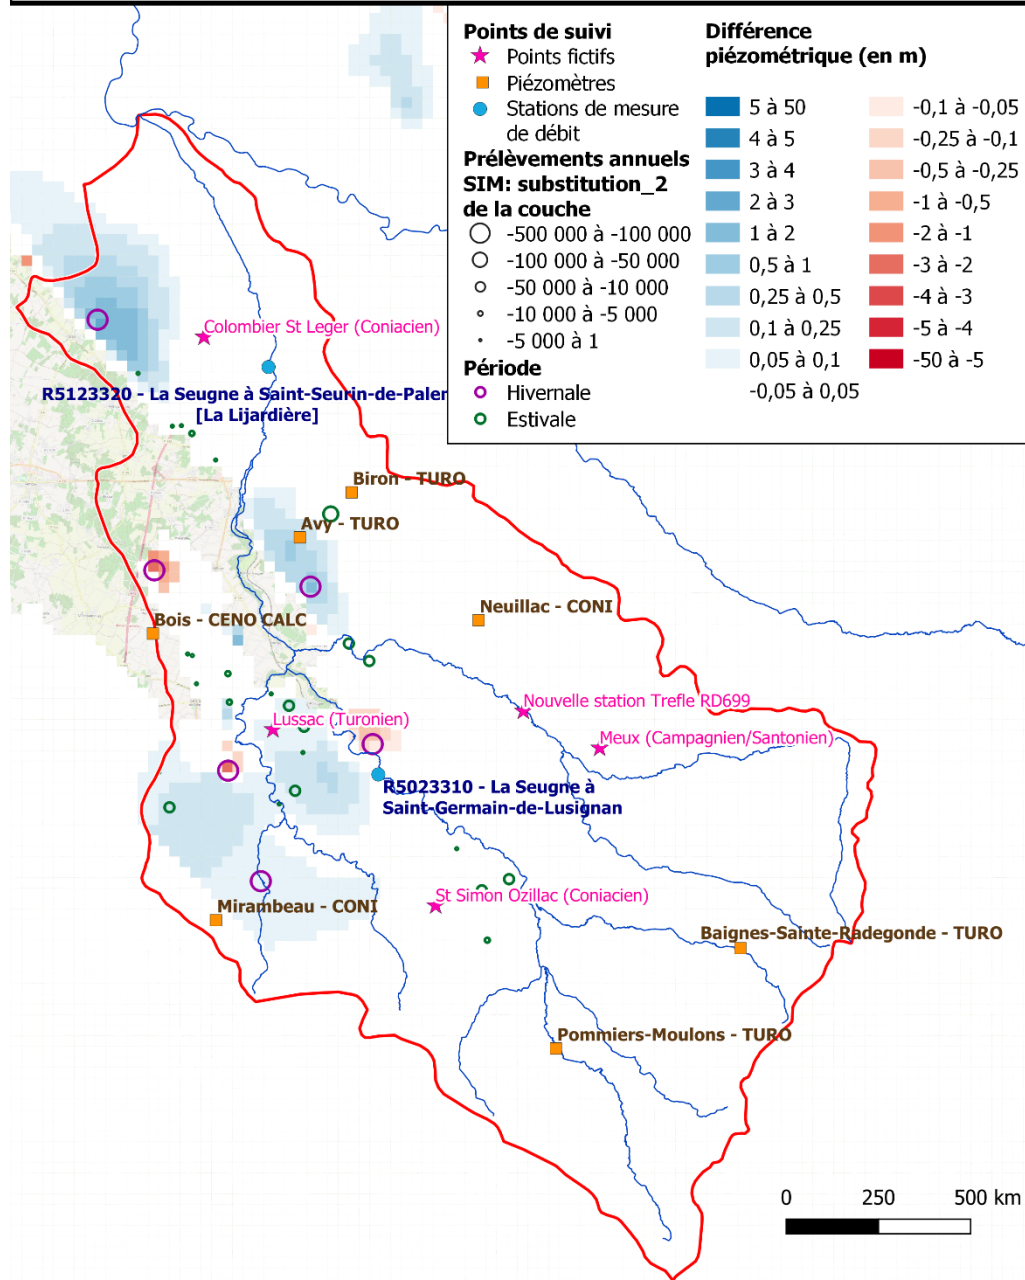 Points de suivi
Points fictifs
Piézomètres
Stations de mesure
de débit
Prélèvements annuels
SIM: substitution_2
de la couche
-500 000 à -100 000
-100 000 à -50 000
-50 000 à -10 000
-10 000 à -5 000
-5 000 à 1
Période
Hivernale
Estivale
Différence
piézométrique (en m)
5 à 50
4 à 5
3 à 4
2 à 3
1 à 2
0,5 à 1
0,25 à 0,5
0,1 à 0,25
0,05 à 0,1
-0,05 à 0,05
-0,1 à -0,05
-0,25 à -0,1
-0,5 à -0,25
-1 à -0,5
-2 à -1
-3 à -2
-4 à -3
-5 à -4
-50 à -5
Colombier St Leger (Coniacien)
R5123320 - La Seugne à Saint-Seurin-de-Paler
[La Lijardière]
Biron - TURO
Avy - TURO
Neuillac - CONI
Bois - CENO CALC
Nouvelle station Trefle RD699
Lussac (Turonien)
Meux (Campagnien/Santonien)
R5023310 - La Seugne à
Saint-Germain-de-Lusignan
St Simon Ozillac (Coniacien)
Mirambeau - CONI
Baignes-Sainte-Radegonde - TURO
Pommiers-Moulons - TURO
0 250 500 km